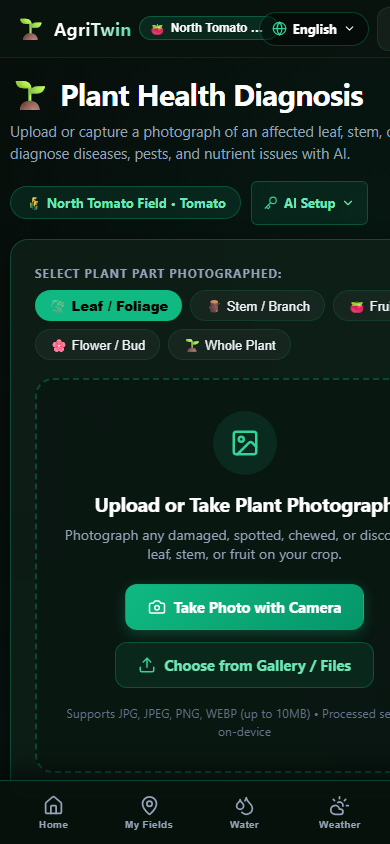 AgriTwin
North Tomato ...
English
Plant Health Diagnosis
Upload or capture a photograph of an affected leaf, stem,
diagnose diseases, pests, and nutrient issues with AI.
North Tomato Field • Tomato
AI Setup
SELECT PLANT PART PHOTOGRAPHED:
Leaf / Foliage
Stem / Branch
Flower / Bud
Whole Plant
Upload or Take Plant Photograph
Photograph any damaged, spotted, chewed, or
leaf, stem, or fruit on your crop.
Take Photo with Camera
Choose from Gallery / Files
Supports JPG, JPEG, PNG, WEBP (up to 10MB) • Processed
on-device
Home
My Fields
Water
Weather